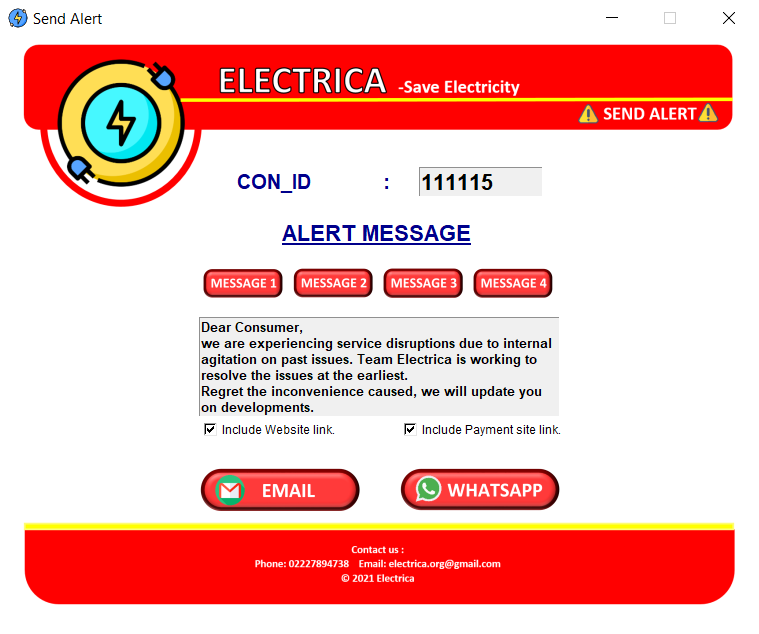 Send Alert
ELECTRICA -Save Electricity
SEND ALERT
CON_ID : 111115
ALERT MESSAGE
MESSAGE 1 MESSAGE 2 MESSAGE 3 MESSAGE 4
Dear Consumer,
we are experiencing service disruptions due to internal
agitation on past issues. Team Electrica is working to
resolve the issues at the earliest.
Regret the inconvenience caused, we will update you
on developments.
Include Website link. Include Payment site link.
EMAIL WHATSAPP
Contact us :
Phone: 02227894738 Email: electrica.org@gmail.com
© 2021 Electrica